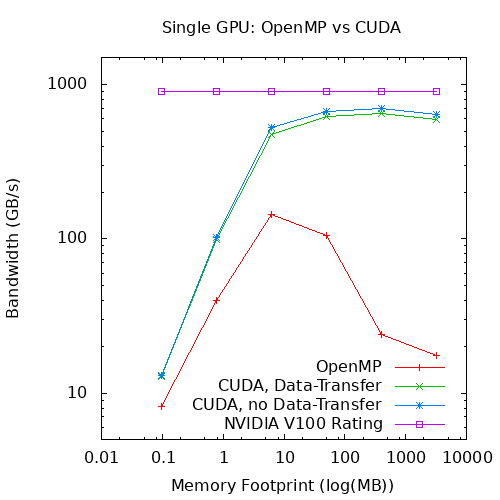 Single GPU: OpenMP vs CUDA
1000
100
10
Bandwidth (GB/s)
OpenMP
CUDA, Data-Transfer
CUDA, no Data-Transfer
NVIDIA V100 Rating
0.01 0.1 1 10 100 1000 10000
Memory Footprint (log(MB))